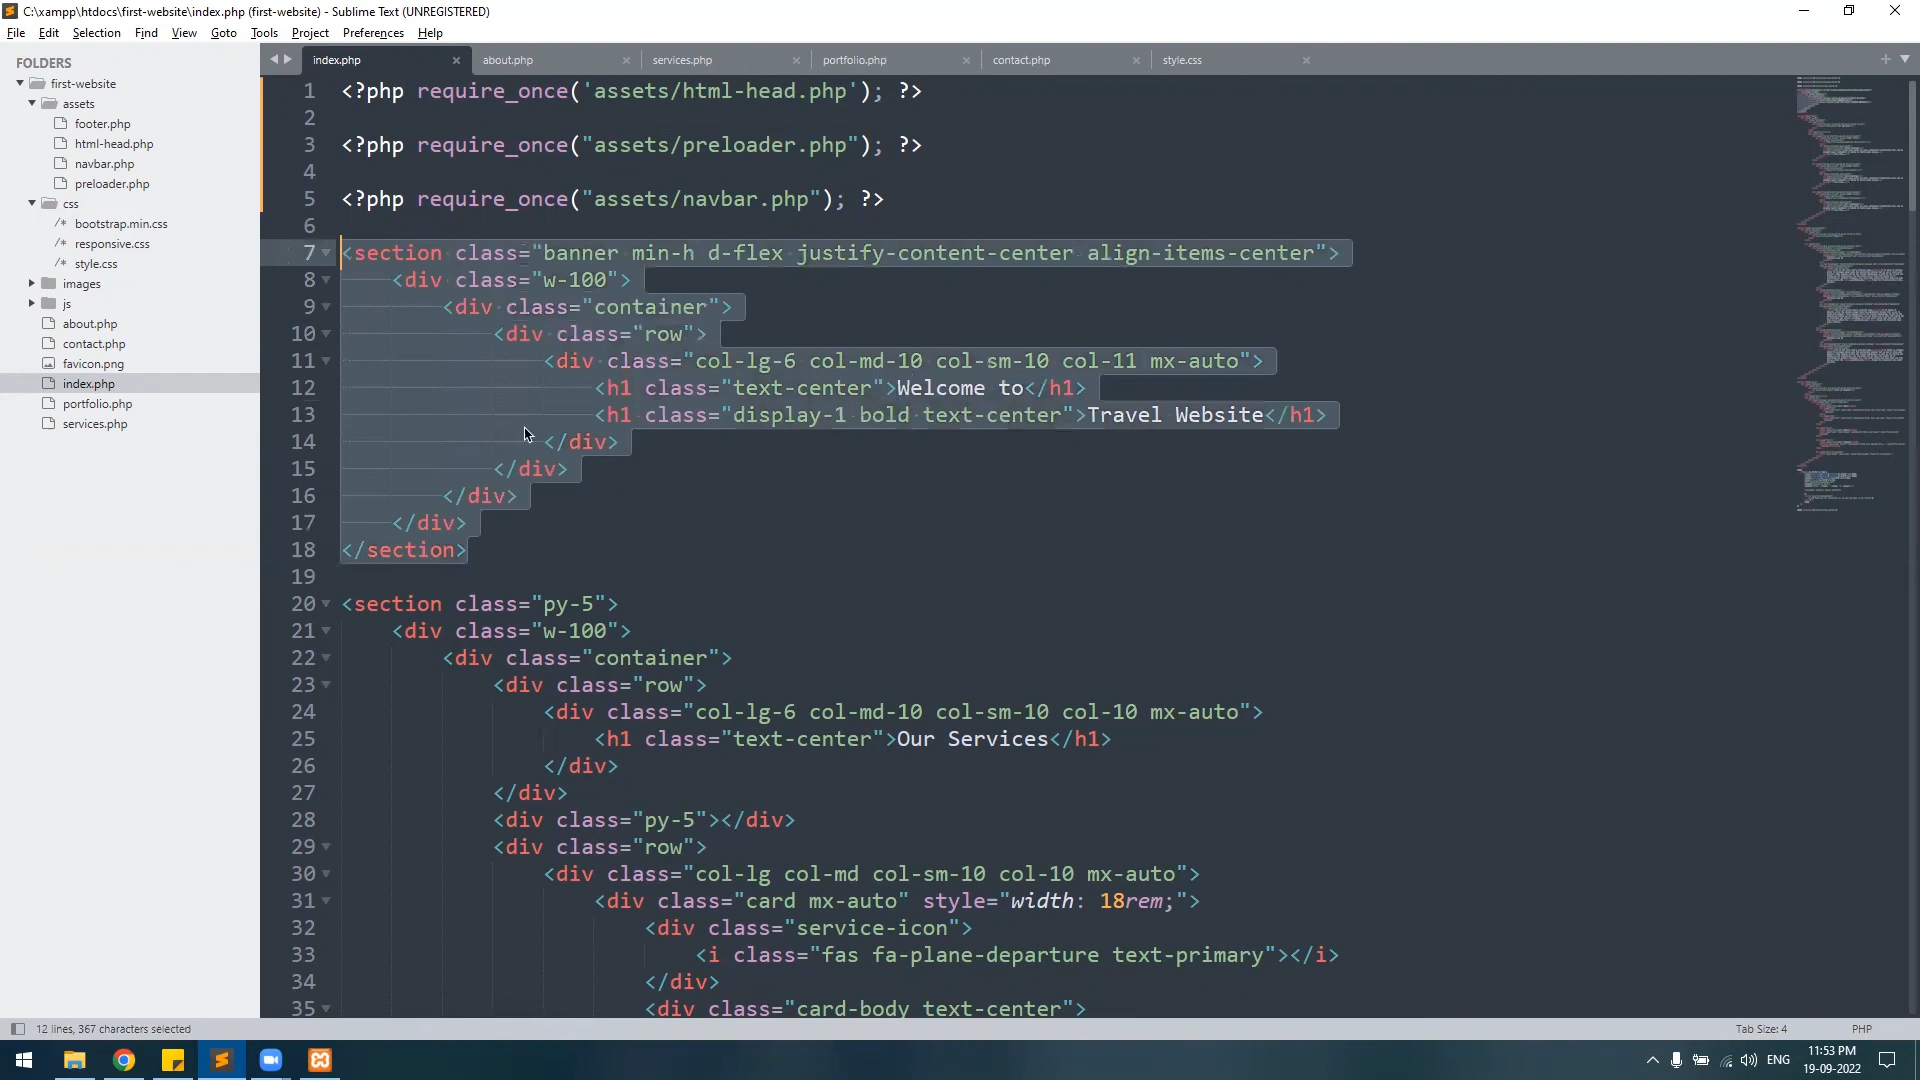 C:\xampp\htdocs\first-website\index.php (first-website) - Sublime Text (UNREGISTERED)
File Edit Selection Find View Goto Tools Project Preferences Help
FOLDERS
first-website
assets
footer.php
html-head.php
navbar.php
preloader.php
css
/* bootstrap.min.css
/* responsive.css
/* style.css
images
js
about.php
contact.php
favicon.png
index.php
portfolio.php
services.php
index.php about.php services.php portfolio.php contact.php style.css
1 <?php require_once('assets/html-head.php'); ?>
2
3 <?php require_once("assets/preloader.php"); ?>
4
5 <?php require_once("assets/navbar.php"); ?>
6
7 <section class="banner min-h d-flex justify-content-center align-items-center">
8 <div class="w-100">
9 <div class="container">
10 <div class="row">
11 <div class="col-lg-6 col-md-10 col-sm-10 col-11 mx-auto">
12 <h1 class="text-center">Welcome to</h1>
13 <h1 class="display-1 bold text-center">Travel Website</h1>
14 </div>
15 </div>
16 </div>
17 </div>
18 </section>
19
20 <section class="py-5">
21 <div class="w-100">
22 <div class="container">
23 <div class="row">
24 <div class="col-lg-6 col-md-10 col-sm-10 col-10 mx-auto">
25 <h1 class="text-center">Our Services</h1>
26 </div>
27 </div>
28 <div class="py-5"></div>
29 <div class="row">
30 <div class="col-lg col-md col-sm-10 col-10 mx-auto">
31 <div class="card mx-auto" style="width: 18rem;">
32 <div class="service-icon">
33 <i class="fas fa-plane-departure text-primary"></i>
34 </div>
35 <div class="card-body text-center">
12 lines, 367 characters selected
Tab Size: 4 PHP
ENG
11:53 PM
19-09-2022